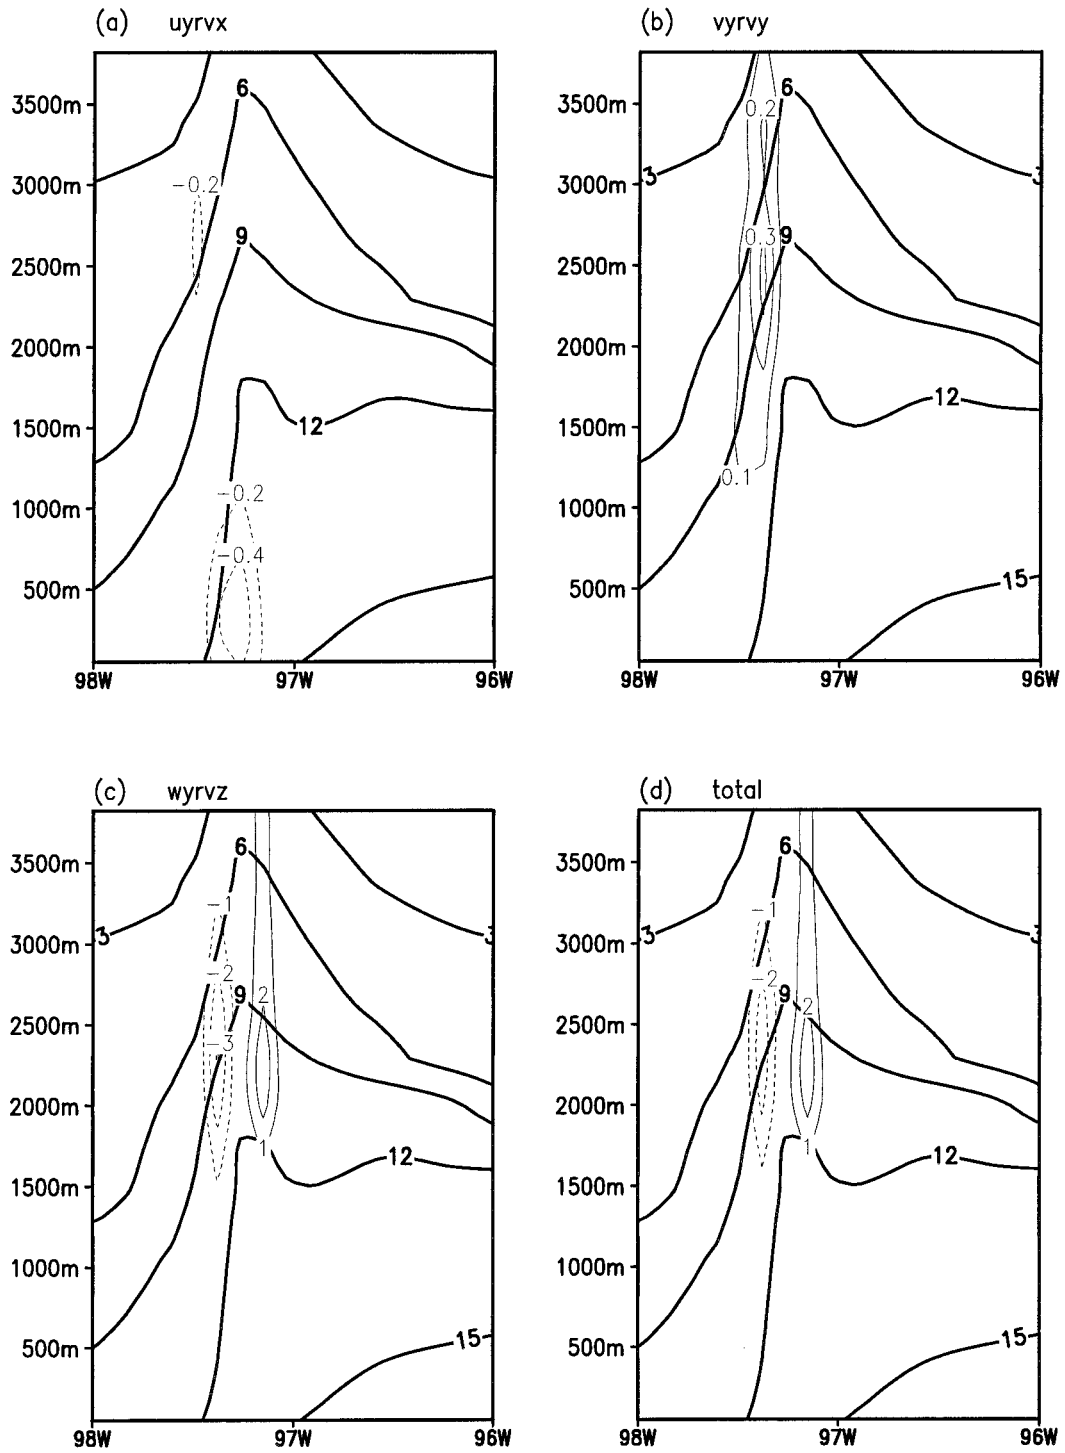 (a) uyrvx
3500m
3000m
2500m
2000m
1500m
1000m
500m
98W 97W 96W
6
-0.2
9
12
-0.2
-0.4
(b) vyrvy
3500m
3000m
2500m
2000m
1500m
1000m
500m
98W 97W 96W
6
0.2
3 3
0.3 9
12
0.1
15
(c) wyrvz
3500m
3000m
2500m
2000m
1500m
1000m
500m
98W 97W 96W
6
-1
3 3
-2
9 2
-3
1 12
15
(d) total
3500m
3000m
2500m
2000m
1500m
1000m
500m
98W 97W 96W
6
-1
3 3
-2
9 2
1 12
15